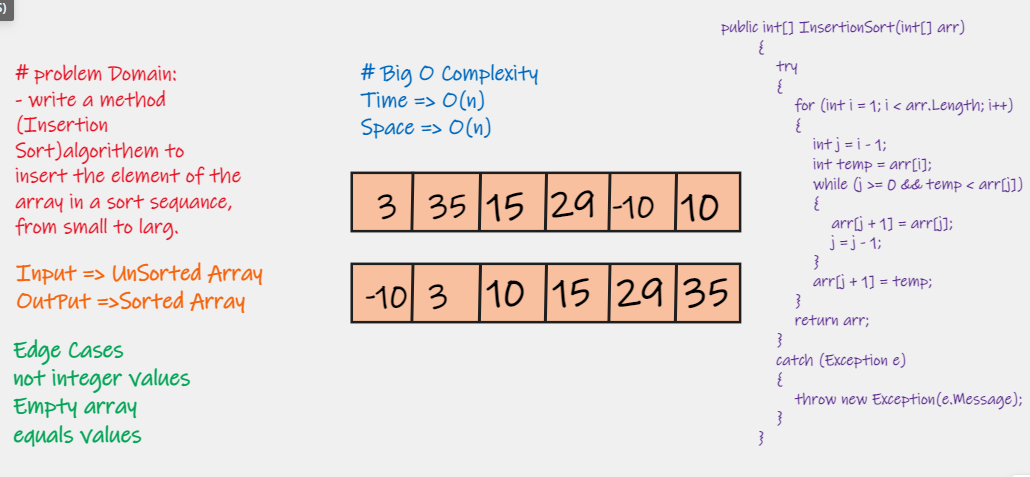 s)
# problem Domain:
- write a method
(Insertion
Sort)algorithem to
insert the element of the
array in a sort sequance,
from small to larg.
Input => UnSorted Array
OutPut =>Sorted Array
Edge Cases
not integer values
Empty array
equals values
# Big O Complexity
Time => O(n)
Space => O(n)
3 35 15 29 -10 10
-10 3 10 15 29 35
public int[] InsertionSort(int[] arr)
{
try
{
for (int i = 1; i < arr.Length; i++)
{
int j = i - 1;
int temp = arr[i];
while (j >= 0 && temp < arr[j])
{
arr[j + 1] = arr[j];
j = j - 1;
}
arr[j + 1] = temp;
}
return arr;
}
catch (Exception e)
{
throw new Exception(e.Message);
}
}